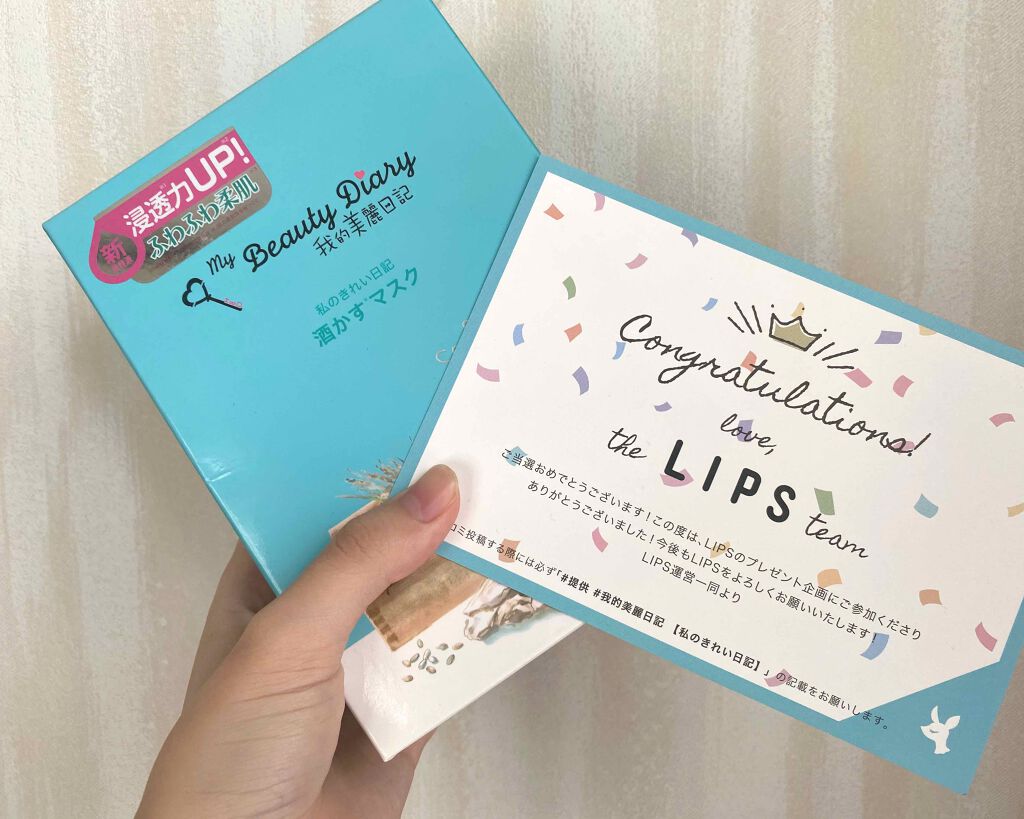 浸透力UP!
ふわふわ柔肌
新
My Beauty Diary
我的美麗日記
私のきれい日記
酒かす マスク
Congratulations!
love,
the LIPS team
ご当選おめでとうございます!この度は、LIPSのプレゼント企画にご参加くださり
ありがとうございました!今後もLIPSをよろしくお願いいたします!
LIPS運営一同より
コミ投稿する際には必ず「#提供 #我的美麗日記 【私のきれい日記】」の記載をお願いします。